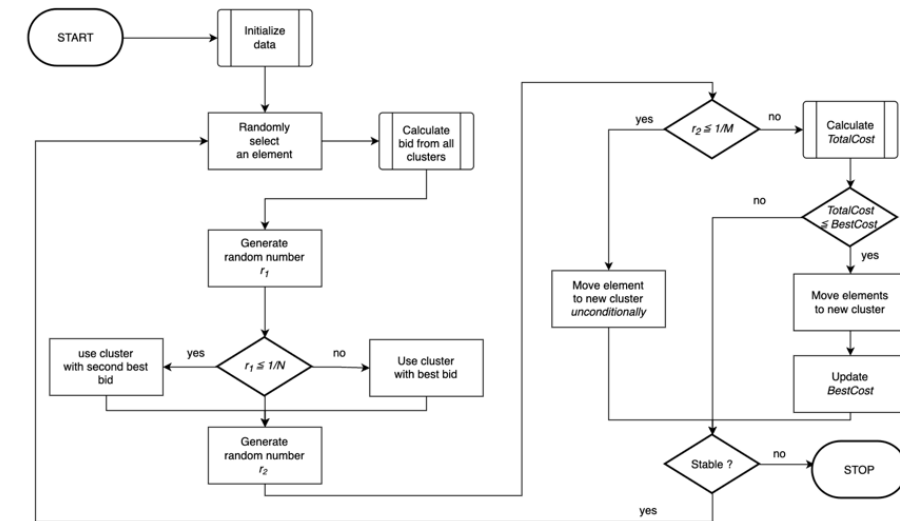 START
Initialize
data
Randomly
select
an element
Calculate
bid from all
clusters
Generate
random number
r₁
r₁ ≦ 1/N
yes
no
use cluster
with second best
bid
Use cluster
with best bid
Generate
random number
r₂
r₂ ≦ 1/M
yes
no
Calculate
TotalCost
TotalCost
≦ BestCost
no
yes
Move element
to new cluster
unconditionally
Move elements
to new cluster
Update
BestCost
Stable ?
no
STOP
yes